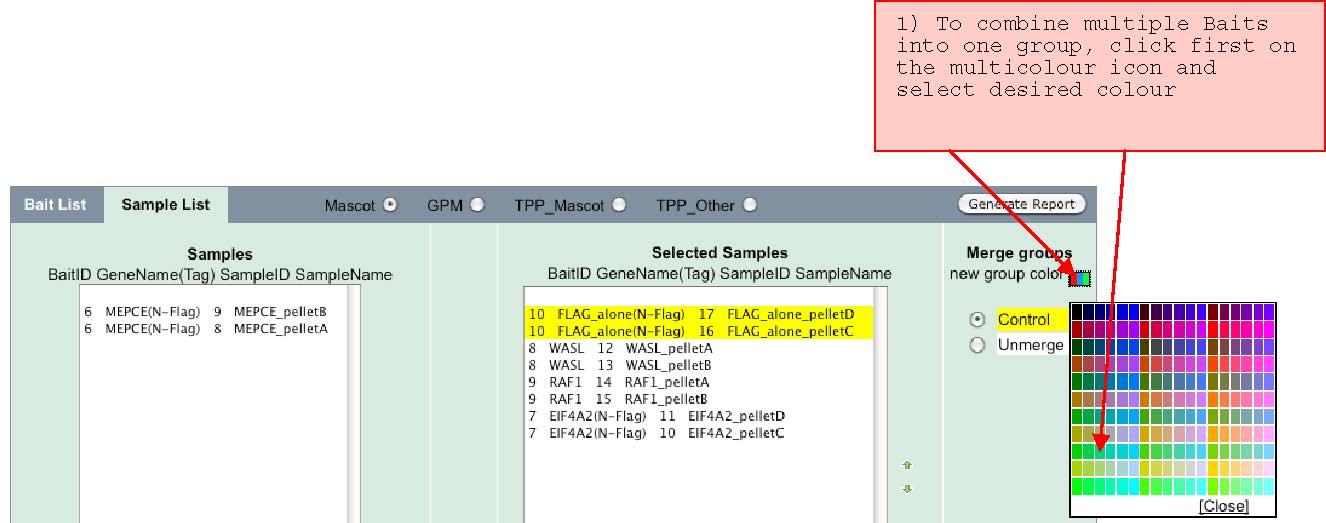 1) To combine multiple Baits
into one group, click first on
the multicolour icon and
select desired colour
Bait List
Sample List
Mascot
GPM
TPP_Mascot
TPP_Other
Generate Report
Samples
BaitID GeneName(Tag) SampleID SampleName
6 MEPCE(N-Flag) 9 MEPCE_pelletB
6 MEPCE(N-Flag) 8 MEPCE_pelletA
Selected Samples
BaitID GeneName(Tag) SampleID SampleName
10 FLAG_alone(N-Flag) 17 FLAG_alone_pelletD
10 FLAG_alone(N-Flag) 16 FLAG_alone_pelletC
8 WASL 12 WASL_pelletA
8 WASL 13 WASL_pelletB
9 RAF1 14 RAF1_pelletA
9 RAF1 15 RAF1_pelletB
7 EIF4A2(N-Flag) 11 EIF4A2_pelletD
7 EIF4A2(N-Flag) 10 EIF4A2_pelletC
Merge groups
new group color
Control
Unmerge
[Close]